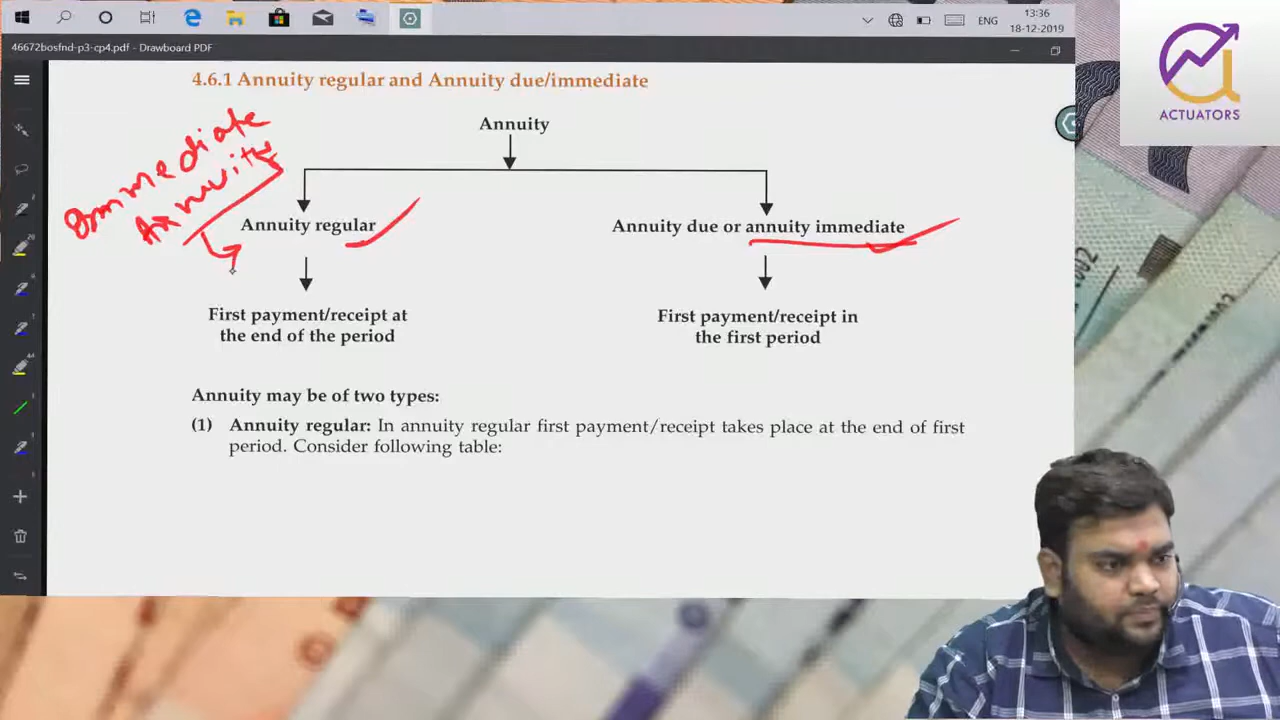 13:36
ENG
18-12-2019
46672bosfnd-p3-cp4.pdf - Drawboard PDF
ACTUATORS
4.6.1 Annuity regular and Annuity due/immediate
Annuity
Immediate
Annuity
Annuity regular
Annuity due or annuity immediate
First payment/receipt at
the end of the period
First payment/receipt in
the first period
Annuity may be of two types:
(1) Annuity regular: In annuity regular first payment/receipt takes place at the end of first
period. Consider following table: